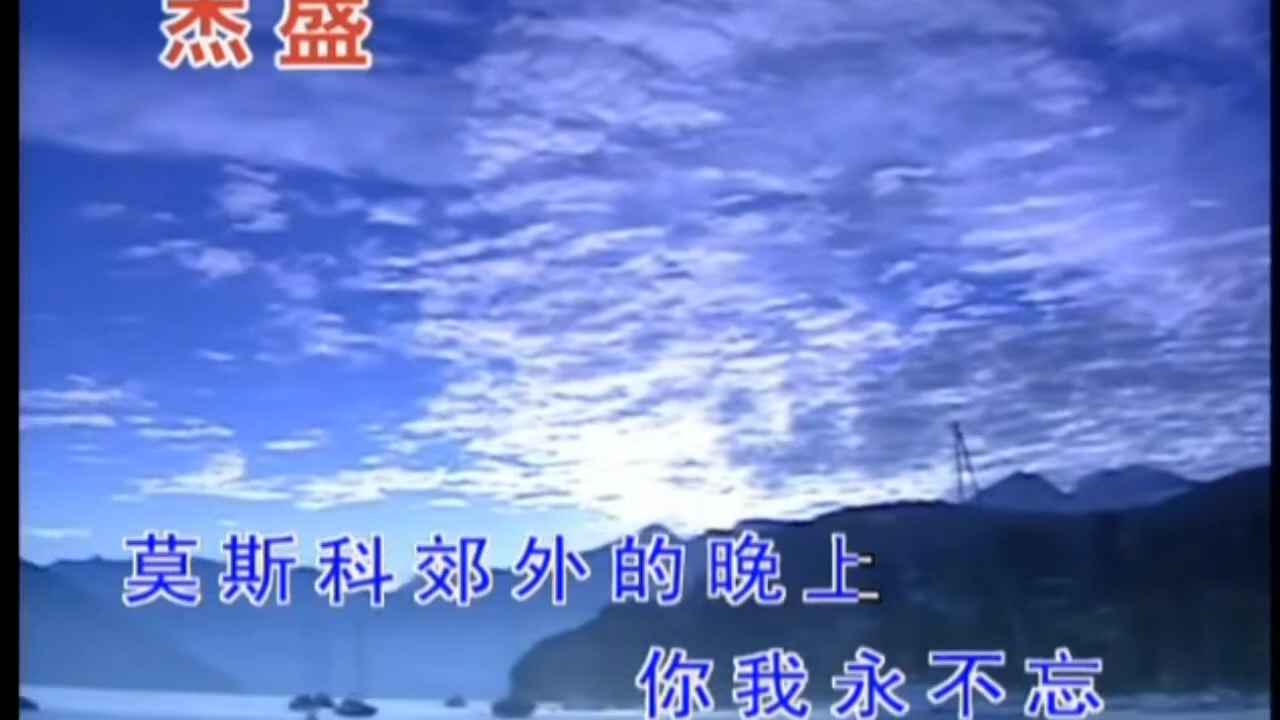 杰盛
莫斯科郊外的晚上
你我永不忘